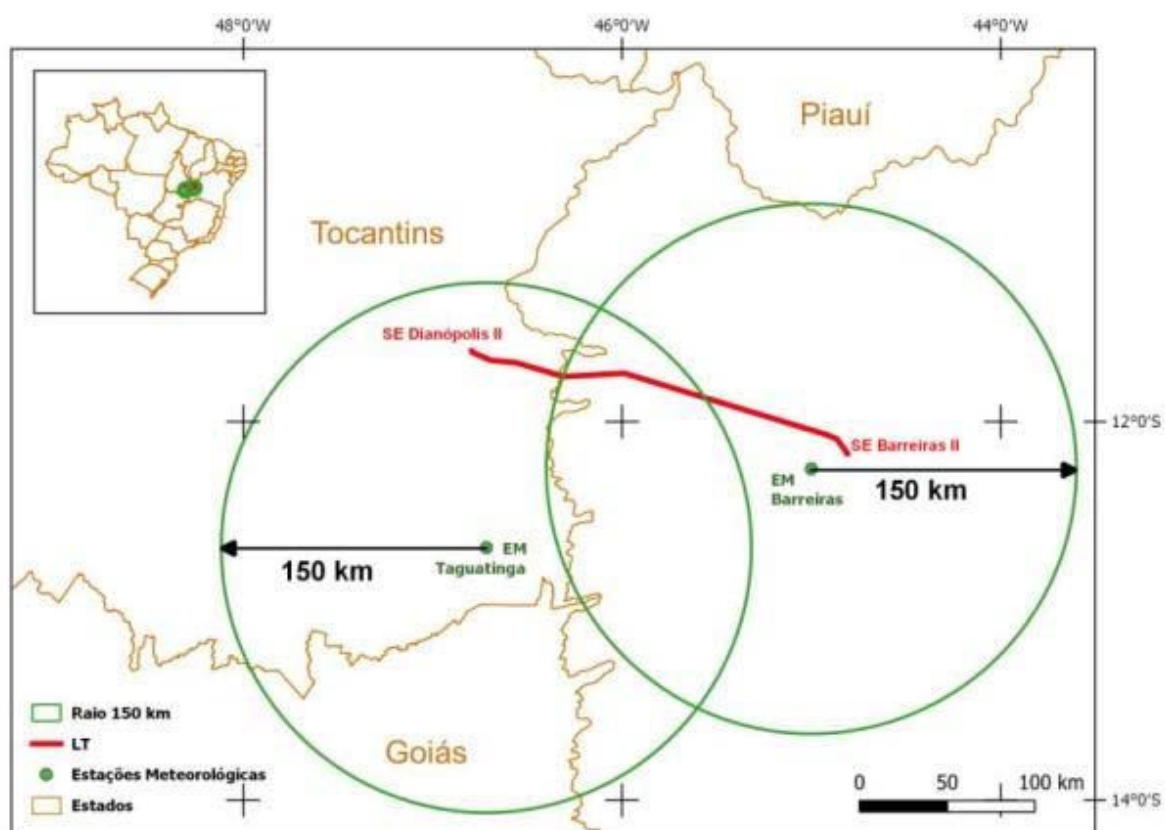 48°0'W
46°0'W
44°0'W
Piauí
Tocantins
SE Dianópolis II
12°0'S
SE Barreiras II
EM
Barreiras
150 km
EM
Taguatinga
150 km
Raio 150 km
LT
Estações Meteorológicas
Estados
Goiás
0 50 100 km
14°0'S